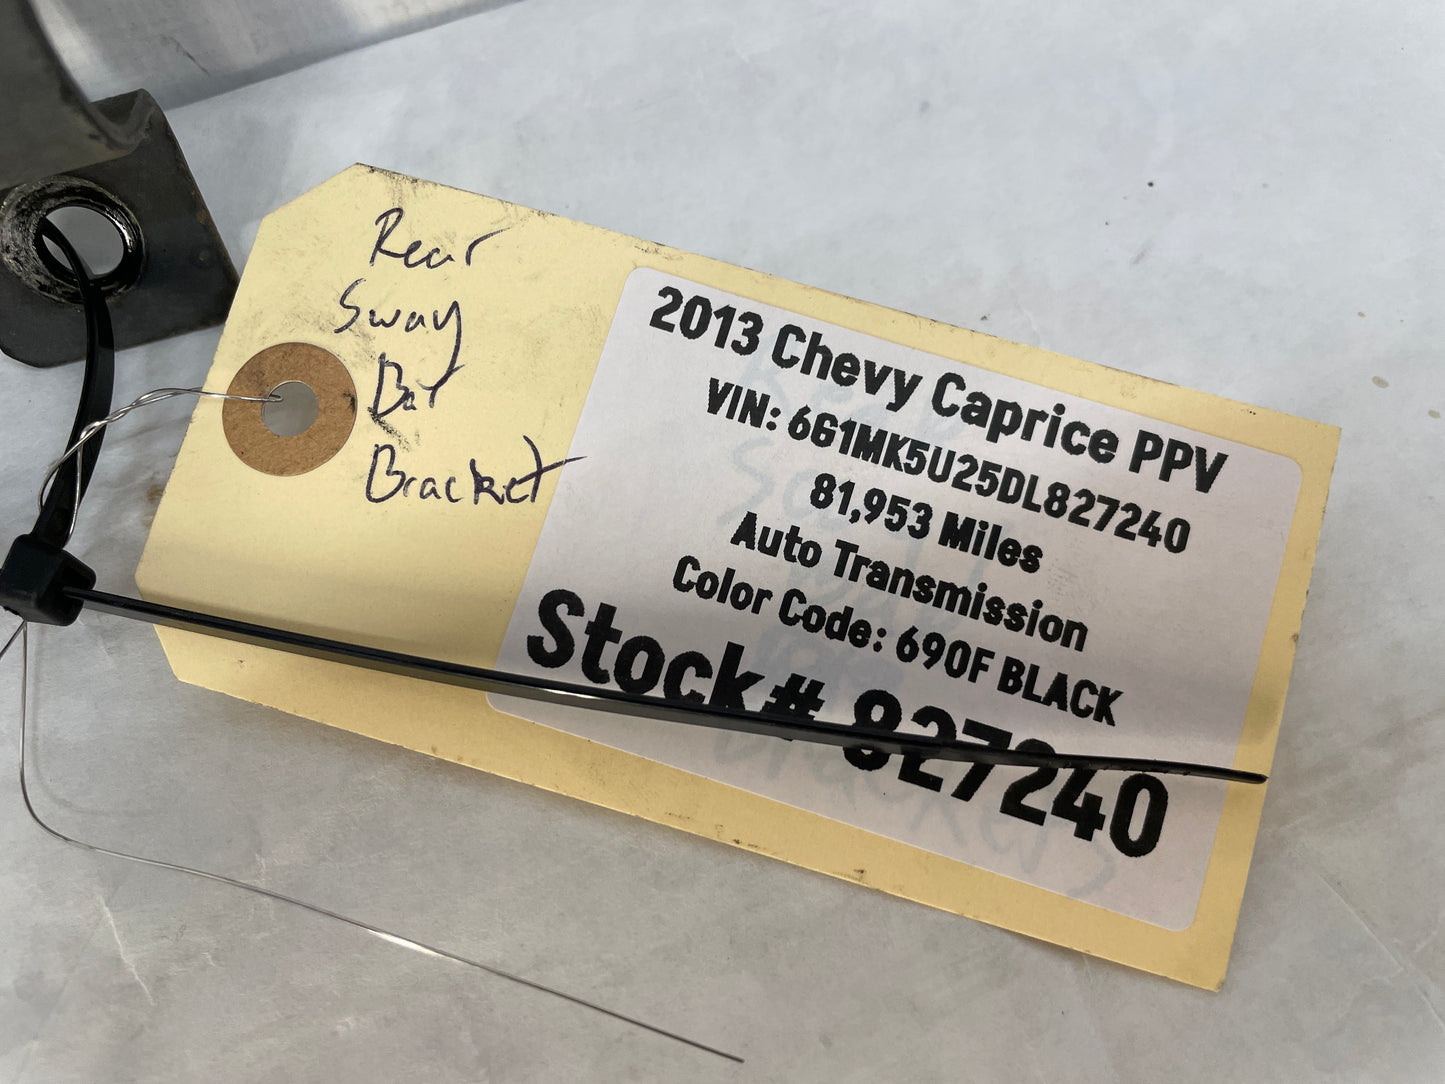 Rear
Sway
Bar
Bracket
2013 Chevy Caprice PPV
VIN: 6G1MK5U25DL827240
81,953 Miles
Auto Transmission
Color Code: 690F BLACK
Stock# 827240